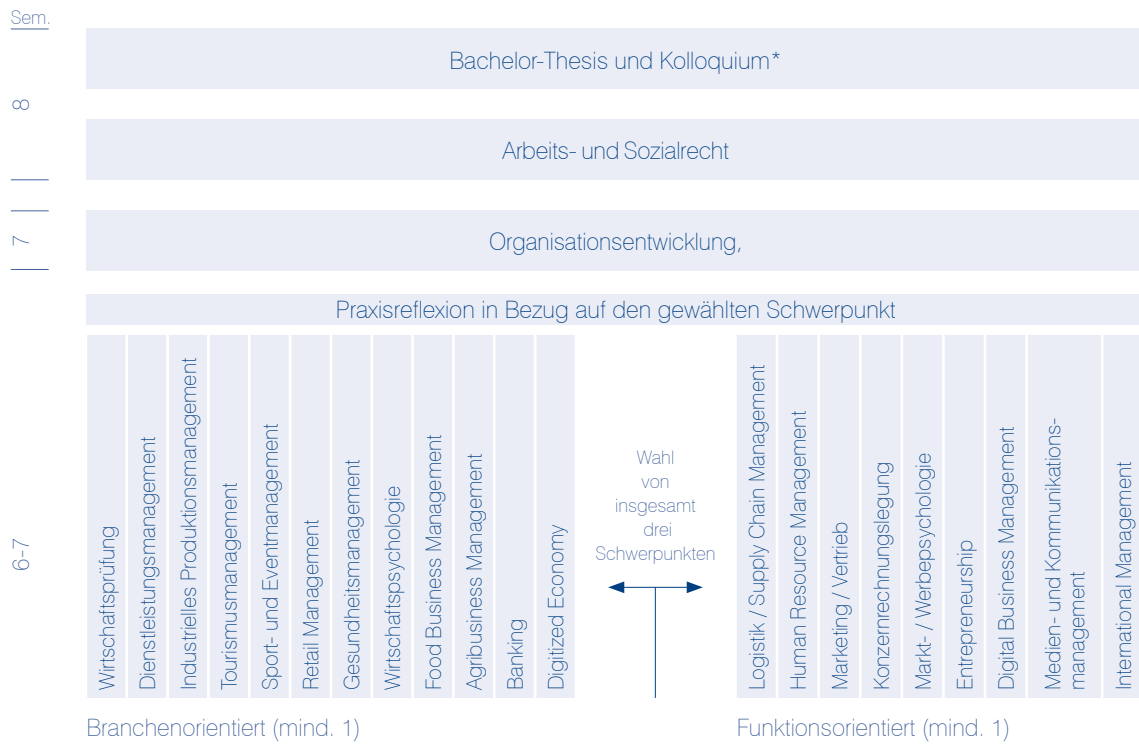 Sem.
8
Bachelor-Thesis und Kolloquium*
Arbeits- und Sozialrecht
7
Organisationsentwicklung,
Praxisreflexion in Bezug auf den gewählten Schwerpunkt
6-7
Wirtschaftsprüfung
Dienstleistungsmanagement
Industrielles Produktionsmanagement
Tourismusmanagement
Sport- und Eventmanagement
Retail Management
Gesundheitsmanagement
Wirtschaftspsychologie
Food Business Management
Agribusiness Management
Banking
Digitized Economy
Wahl
von
insgesamt
drei
Schwerpunkten
Logistik / Supply Chain Management
Human Resource Management
Marketing / Vertrieb
Konzernrechnungslegung
Markt- / Werbepsychologie
Entrepreneurship
Digital Business Management
Medien- und Kommunikations-
management
International Management
Branchenorientiert (mind. 1)
Funktionsorientiert (mind. 1)